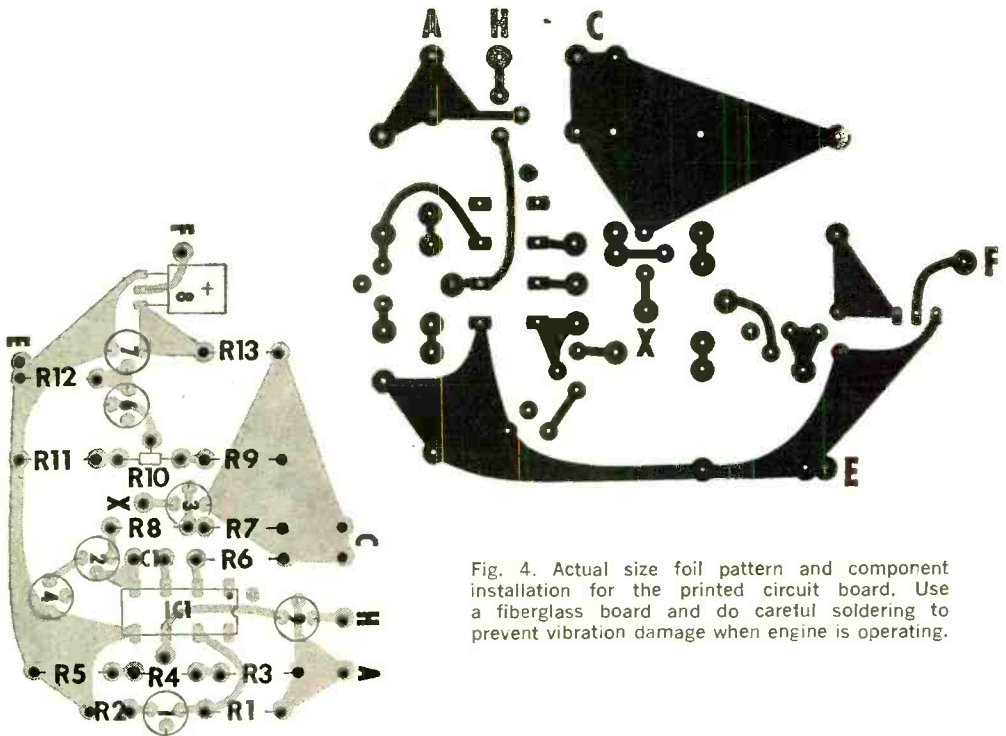 A H C
F
X
E
F
8 +
E
7
R13
R12
6
R11
R10
R9
X
3
R8
R7
C
2
C1
R6
4
IC1
H
R5
R4
R3
A
R2
1
R1
Fig. 4. Actual size foil pattern and component
installation for the printed circuit board. Use
a fiberglass board and do careful soldering to
prevent vibration damage when engine is operating.